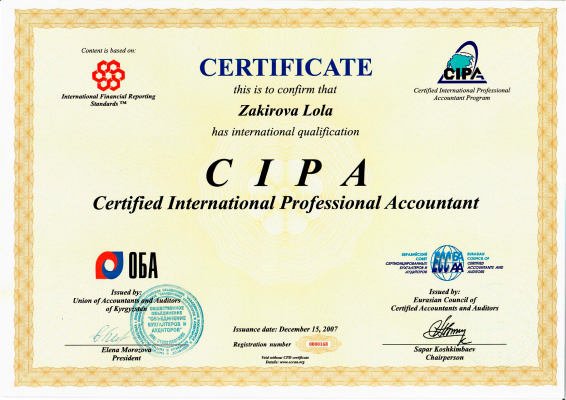 Content is based on:
International Financial Reporting
Standards ™
CERTIFICATE
this is to confirm that
Zakirova Lola
has international qualification
CIPA
Certified International Professional
Accountant Program
C I P A
Certified International Professional Accountant
ОБА
Issued by:
Union of Accountants and Auditors
of Kyrgyzstan
ОБЩЕСТВЕННОЕ
ОБЪЕДИНЕНИЕ
"ОБЪЕДИНЕНИЕ
БУХГАЛТЕРОВ И
АУДИТОРОВ"
Elena Morozova
President
Issuance date: December 15, 2007
Registration number
Void without CPD certificate
Details: www.eccaa.org
ЕВРАЗИЙСКИЙ
СОВЕТ
СЕРТИФИЦИРОВАННЫХ
БУХГАЛТЕРОВ И
АУДИТОРОВ
EURASIAN
COUNCIL OF
CERTIFIED
ACCOUNTANTS AND
AUDITORS
Issued by:
Eurasian Council of
Certified Accountants and Auditors
Sapar Koshkimbaev
Chairperson